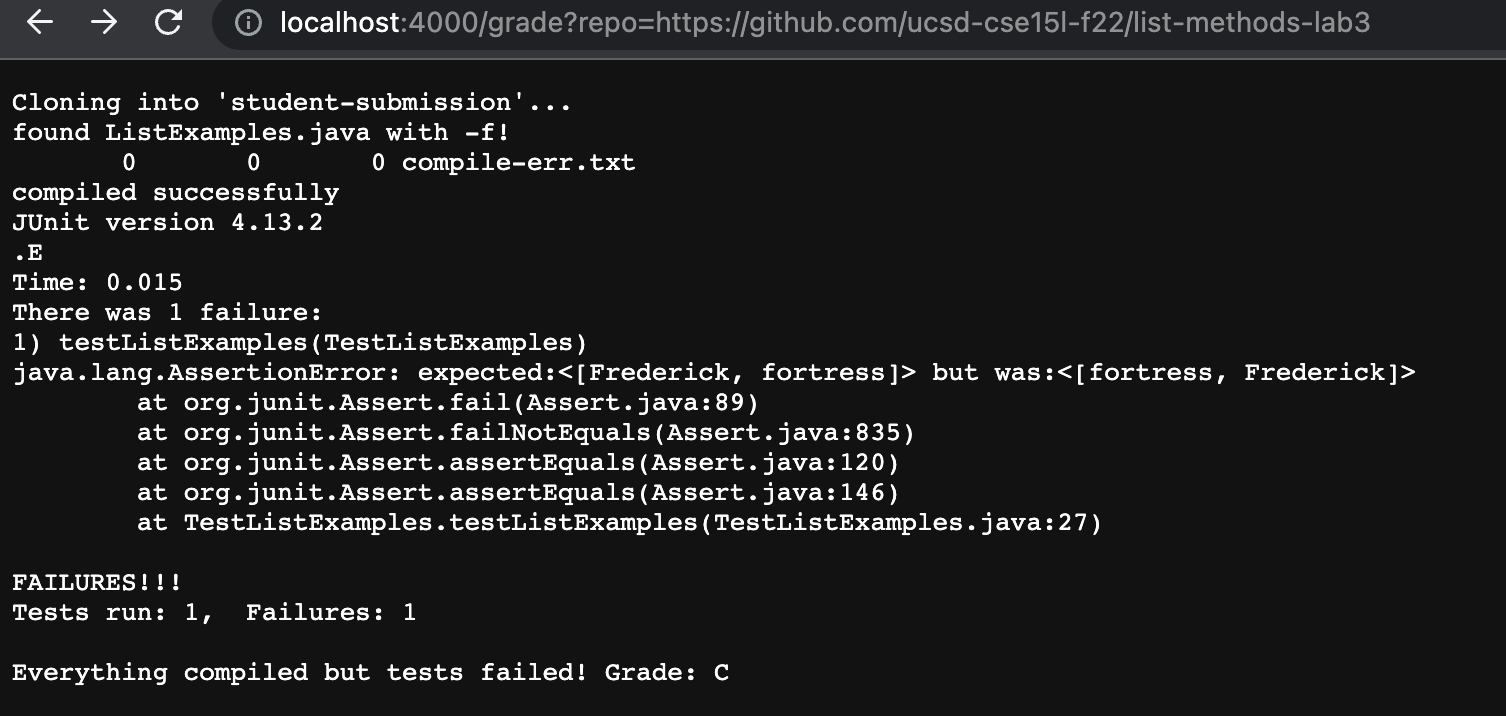 localhost:4000/grade?repo=https://github.com/ucsd-cse15l-f22/list-methods-lab3
Cloning into 'student-submission'...
found ListExamples.java with -f!
       0       0       0 compile-err.txt
compiled successfully
JUnit version 4.13.2
.E
Time: 0.015
There was 1 failure:
1) testListExamples(TestListExamples)
java.lang.AssertionError: expected:<[Frederick, fortress]> but was:<[fortress, Frederick]>
        at org.junit.Assert.fail(Assert.java:89)
        at org.junit.Assert.failNotEquals(Assert.java:835)
        at org.junit.Assert.assertEquals(Assert.java:120)
        at org.junit.Assert.assertEquals(Assert.java:146)
        at TestListExamples.testListExamples(TestListExamples.java:27)
FAILURES!!!
Tests run: 1,  Failures: 1
Everything compiled but tests failed! Grade: C